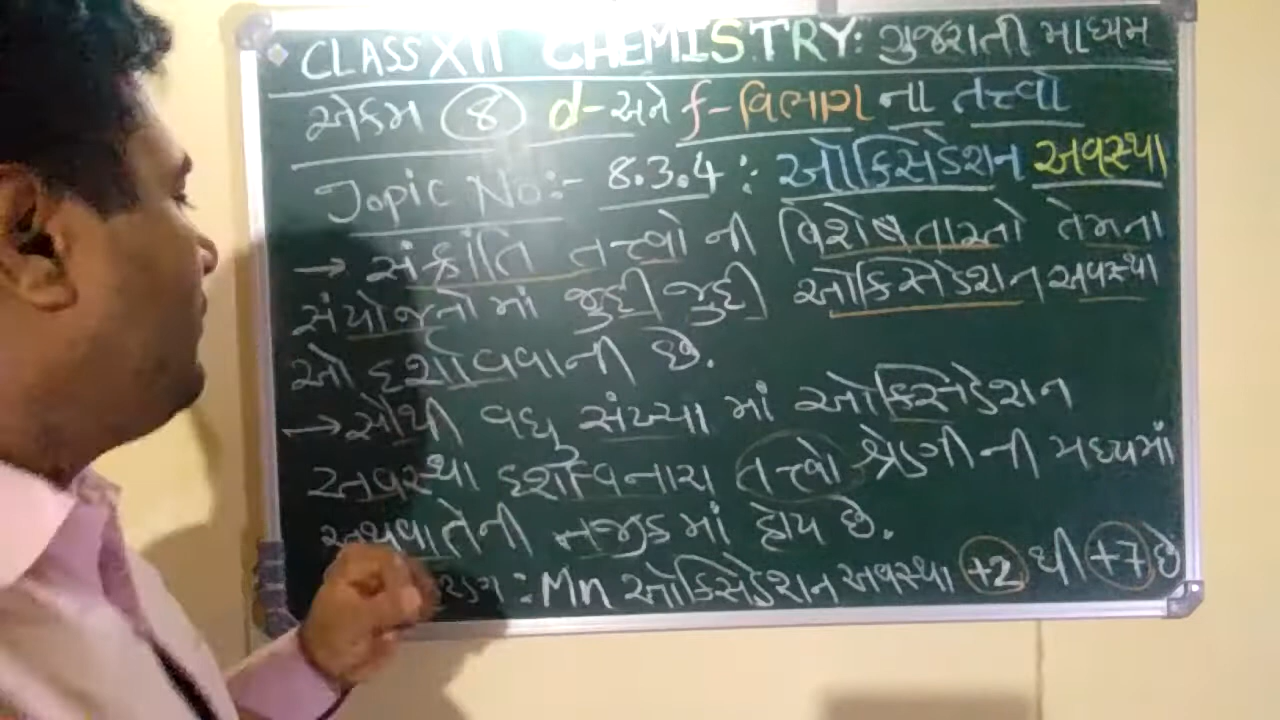 CLASS XII CHEMISTRY: ગુજરાતી માધ્યમ
એકમ 8 d-અને f-વિભાગ ના તત્ત્વો
Topic No:- 8.3.4 : ઓક્સિડેશન અવસ્થા
→ સંક્રાંતિ તત્ત્વો ની વિશેષતાઓ તેમના
સંયોજનો માં જુદી જુદી ઓક્સિડેશન અવસ્થા
ઓ દર્શાવવાની છે.
→ સૌથી વધુ સંખ્યા માં ઓક્સિડેશન
અવસ્થા દર્શાવનારા તત્ત્વો શ્રેણી ની મધ્યમાં
અથવા તેની નજીક માં હોય છે.
: Mn ઓક્સિડેશન અવસ્થા +2 થી +7 છે